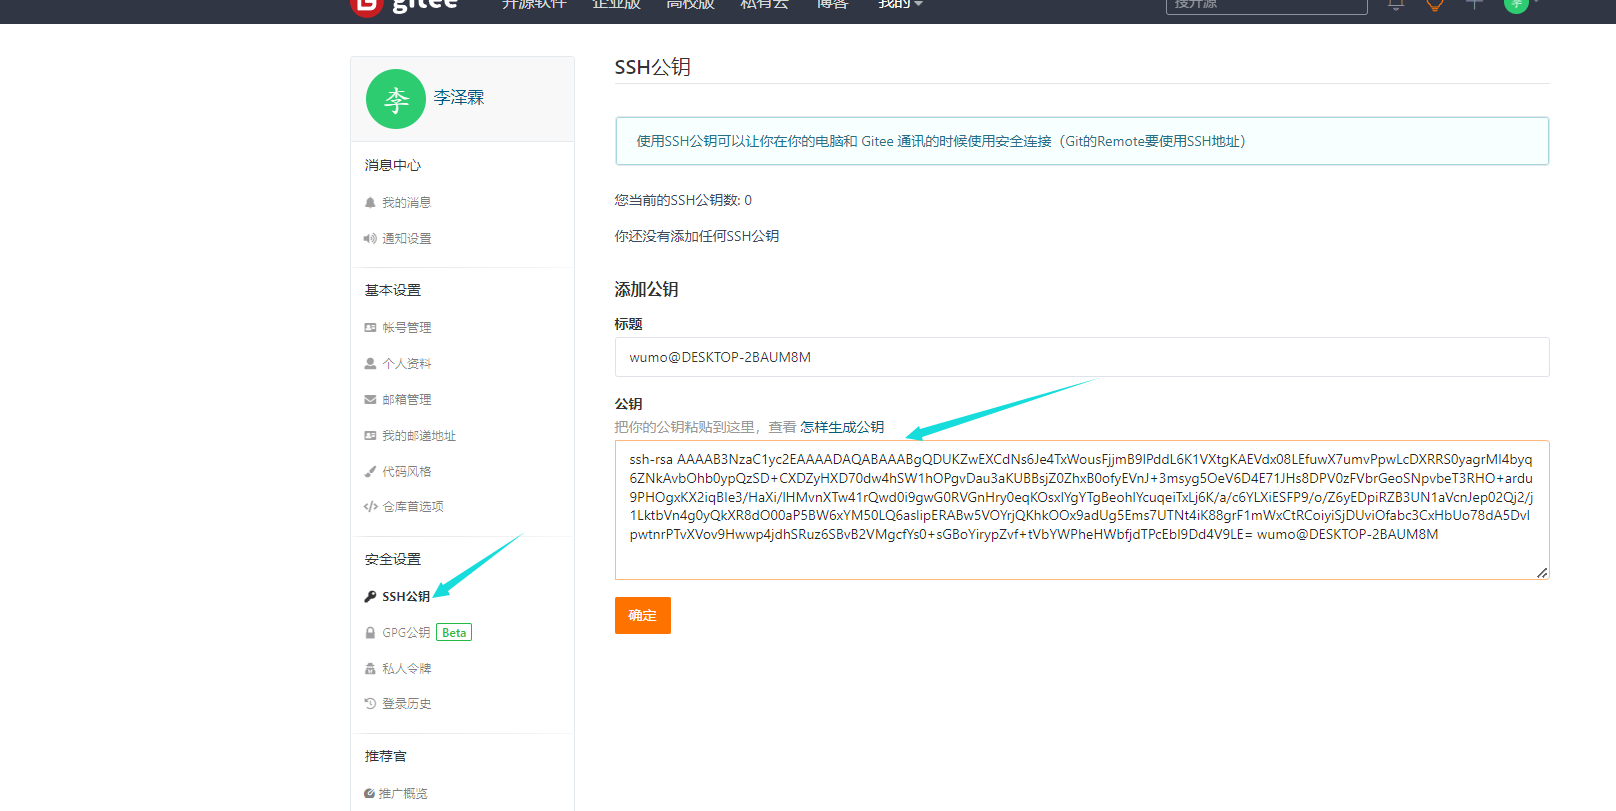 gitee 开源软件 企业版 高校版 私有云 博客 我的 搜开源 李
李 李泽霖
消息中心
我的消息
通知设置
基本设置
帐号管理
个人资料
邮箱管理
我的邮递地址
代码风格
仓库首选项
安全设置
SSH公钥
GPG公钥 Beta
私人令牌
登录历史
推荐官
推广概览
SSH公钥
使用SSH公钥可以让你在你的电脑和 Gitee 通讯的时候使用安全连接（Git的Remote要使用SSH地址）
您当前的SSH公钥数: 0
你还没有添加任何SSH公钥
添加公钥
标题
wumo@DESKTOP-2BAUM8M
公钥
把你的公钥粘贴到这里，查看 怎样生成公钥
ssh-rsa AAAAB3NzaC1yc2EAAAADAQABAAABgQDUKZwEXCdNs6Je4TxWousFjjmB9lPddL6K1VXtgKAEVdx08LEfuwX7umvPpwLcDXRRS0yagrMI4byq
6ZNkAvbOhb0ypQzSD+CXDZyHXD70dw4hSW1hOPgvDau3aKUBBsjZ0ZhxB0ofyEVnJ+3msyg5OeV6D4E71JHs8DPV0zFVbrGeoSNpvbeT3RHO+ardu
9PHOgxKX2iqBle3/HaXi/lHMvnXTw41rQwd0i9gwG0RVGnHry0eqKOsxlYgYTgBeohlYcuqeiTxLj6K/a/c6YLXiESFP9/o/Z6yEDpiRZB3UN1aVcnJep02Qj2/j
1LktbVn4g0yQkXR8dO00aP5BW6xYM50LQ6aslipERABw5VOYrjQKhkOOx9adUg5Ems7UTNt4iK88grF1mWxCtRCoiyiSjDUviOfabc3CxHbUo78dA5Dvl
pwtnrPTvXVov9Hwwp4jdhSRuz6SBvB2VMgcfYs0+sGBoYirypZvf+tVbYWPheHWbfjdTPcEbI9Dd4V9LE= wumo@DESKTOP-2BAUM8M
确定